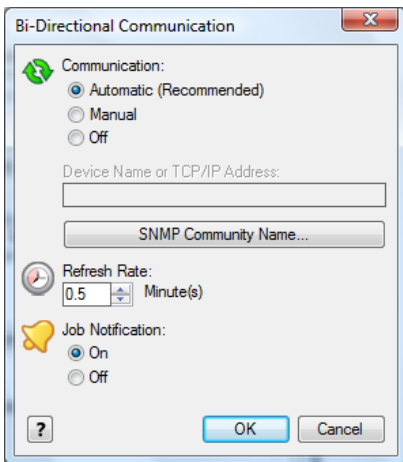 Bi-Directional Communication
Communication:
Automatic (Recommended)
Manual
Off
Device Name or TCP/IP Address:
SNMP Community Name...
Refresh Rate:
0.5 Minute(s)
Job Notification:
On
Off
? OK Cancel